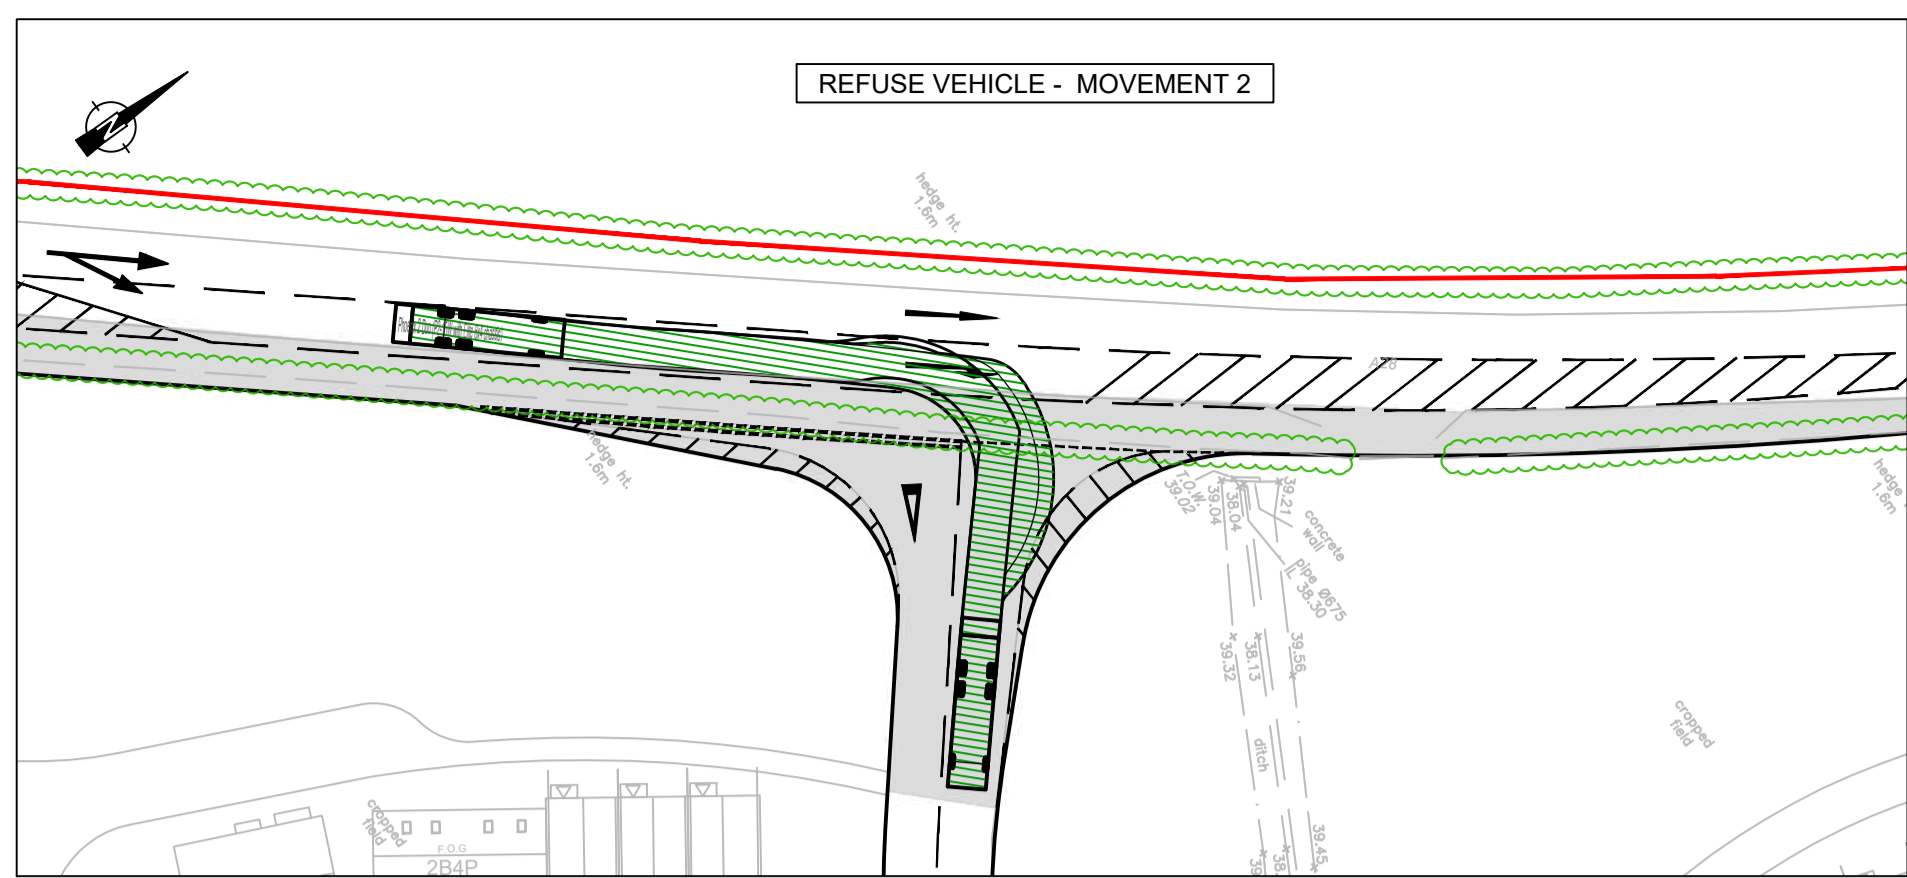 REFUSE VEHICLE - MOVEMENT 2
N
hedge ht.
1.6m
A28
hedge ht.
1.6m
hedge
1.6m
T.O.W.
39.02
39.04
38.04
39.21
concrete
wall
pipe Ø675
IL 38.30
39.32
38.13
39.56
ditch
cropped
field
cropped
field
F.O.G
2B4P
39.45